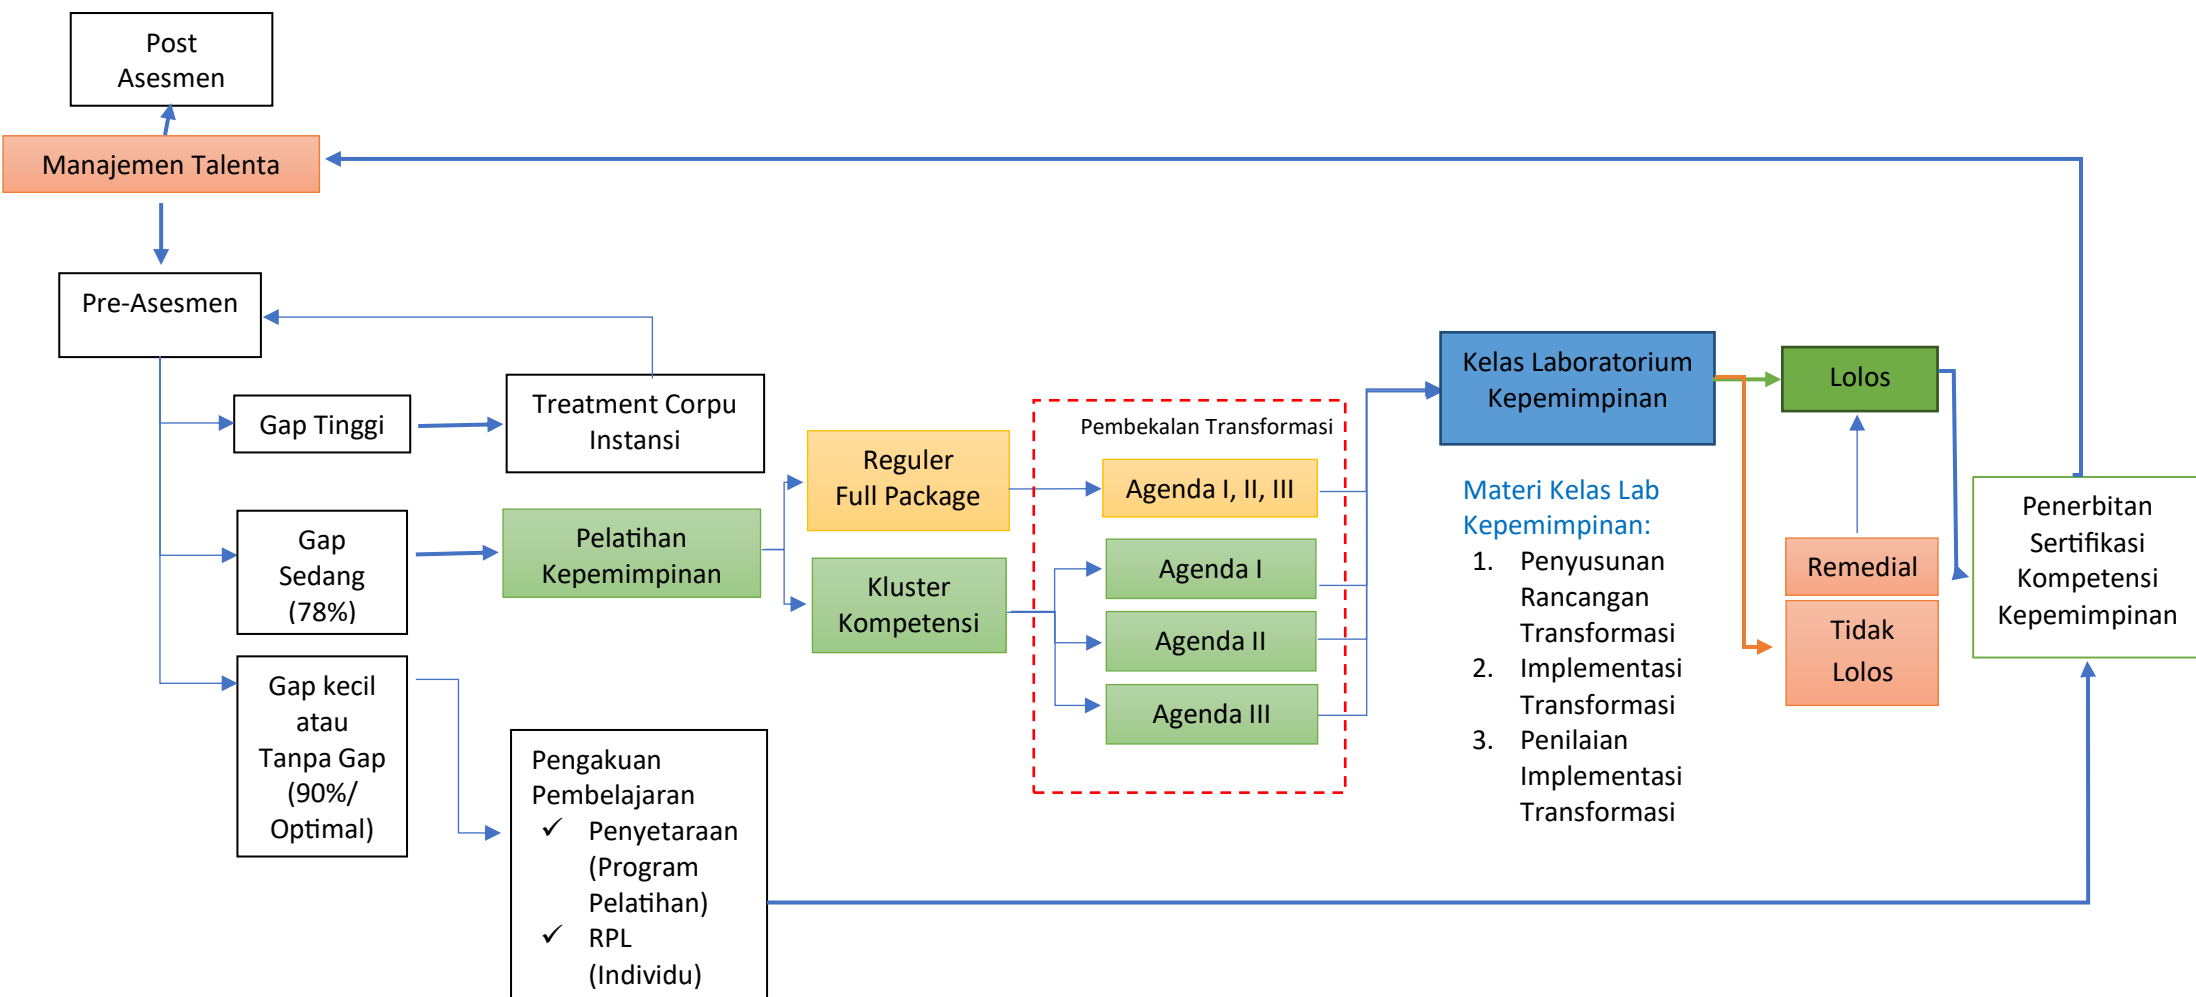 Post
Asesmen
Manajemen Talenta
Pre-Asesmen
Gap Tinggi
Treatment Corpu
Instansi
Gap
Sedang
(78%)
Pelatihan
Kepemimpinan
Gap kecil
atau
Tanpa Gap
(90%/
Optimal)
Pengakuan
Pembelajaran
✓ Penyetaraan
(Program
Pelatihan)
✓ RPL
(Individu)
Reguler
Full Package
Kluster
Kompetensi
Pembekalan Transformasi
Agenda I, II, III
Agenda I
Agenda II
Agenda III
Kelas Laboratorium
Kepemimpinan
Materi Kelas Lab
Kepemimpinan:
1. Penyusunan
Rancangan
Transformasi
2. Implementasi
Transformasi
3. Penilaian
Implementasi
Transformasi
Lolos
Remedial
Tidak
Lolos
Penerbitan
Sertifikasi
Kompetensi
Kepemimpinan